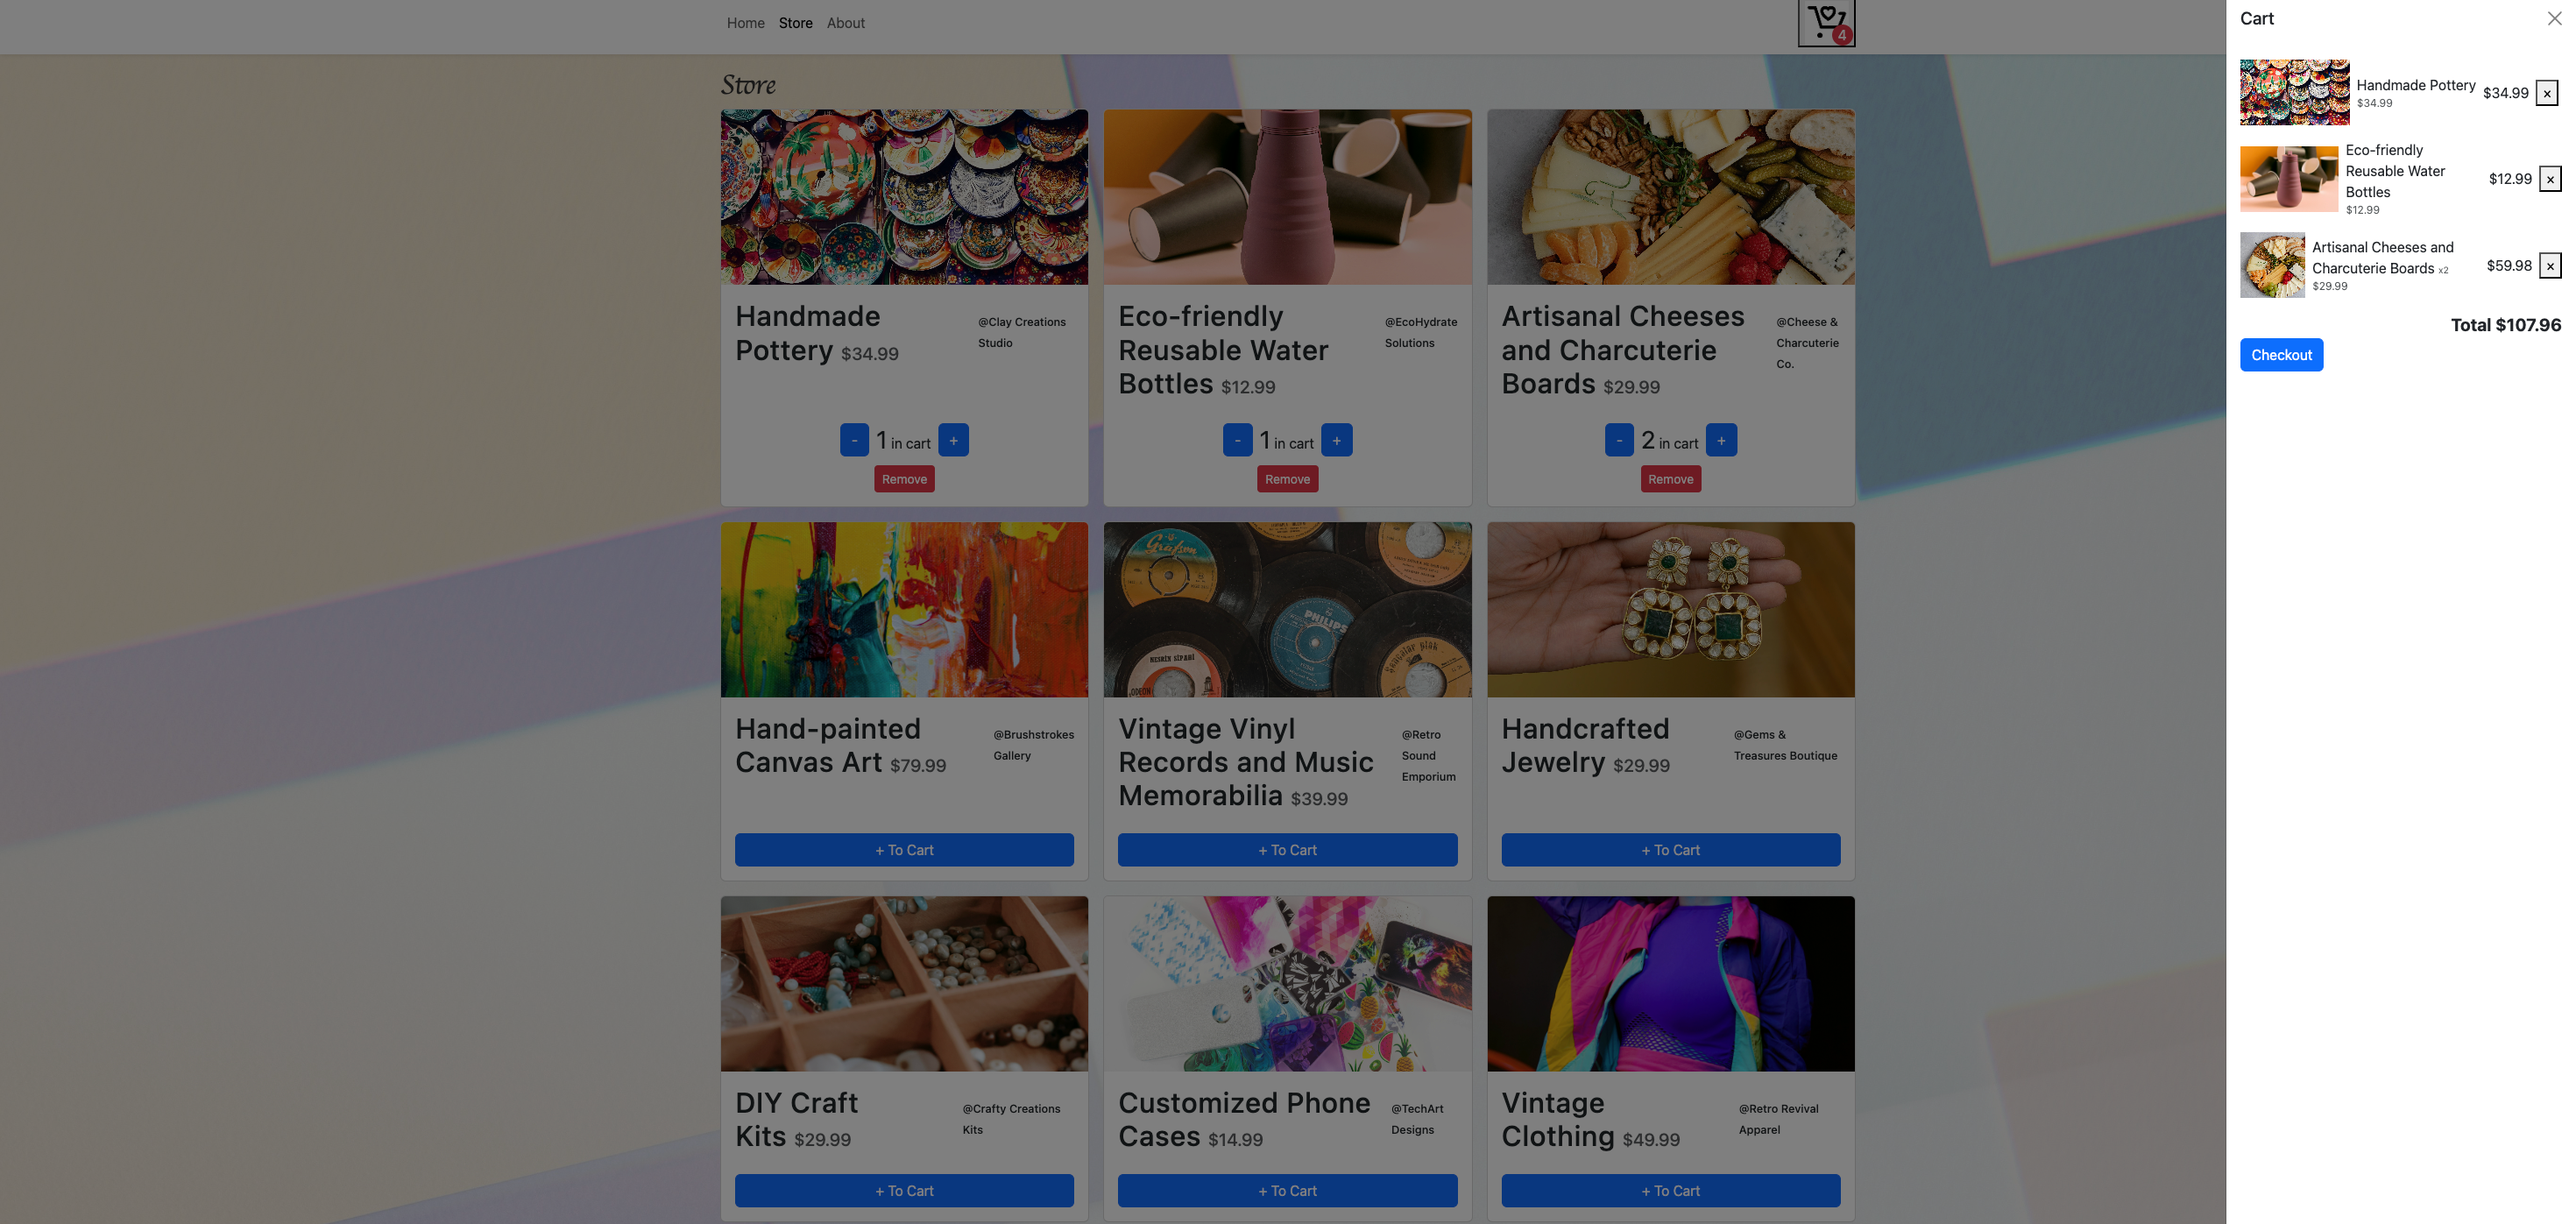 Home Store About
4
Store
Handmade
Pottery $34.99
@Clay Creations
Studio
- 1 in cart +
Remove
Eco-friendly
Reusable Water
Bottles $12.99
@EcoHydrate
Solutions
- 1 in cart +
Remove
Artisanal Cheeses
and Charcuterie
Boards $29.99
@Cheese &
Charcuterie
Co.
- 2 in cart +
Remove
Hand-painted
Canvas Art $79.99
@Brushstrokes
Gallery
+ To Cart
PHILIPS
Vintage Vinyl
Records and Music
Memorabilia $39.99
@Retro
Sound
Emporium
+ To Cart
Handcrafted
Jewelry $29.99
@Gems &
Treasures Boutique
+ To Cart
DIY Craft
Kits $29.99
@Crafty Creations
Kits
+ To Cart
Customized Phone
Cases $14.99
@TechArt
Designs
+ To Cart
Vintage
Clothing $49.99
@Retro Revival
Apparel
+ To Cart
Cart
Handmade Pottery
$34.99
$34.99 ×
Eco-friendly
Reusable Water
Bottles
$12.99
$12.99 ×
Artisanal Cheeses and
Charcuterie Boards x2
$29.99
$59.98 ×
Total $107.96
Checkout